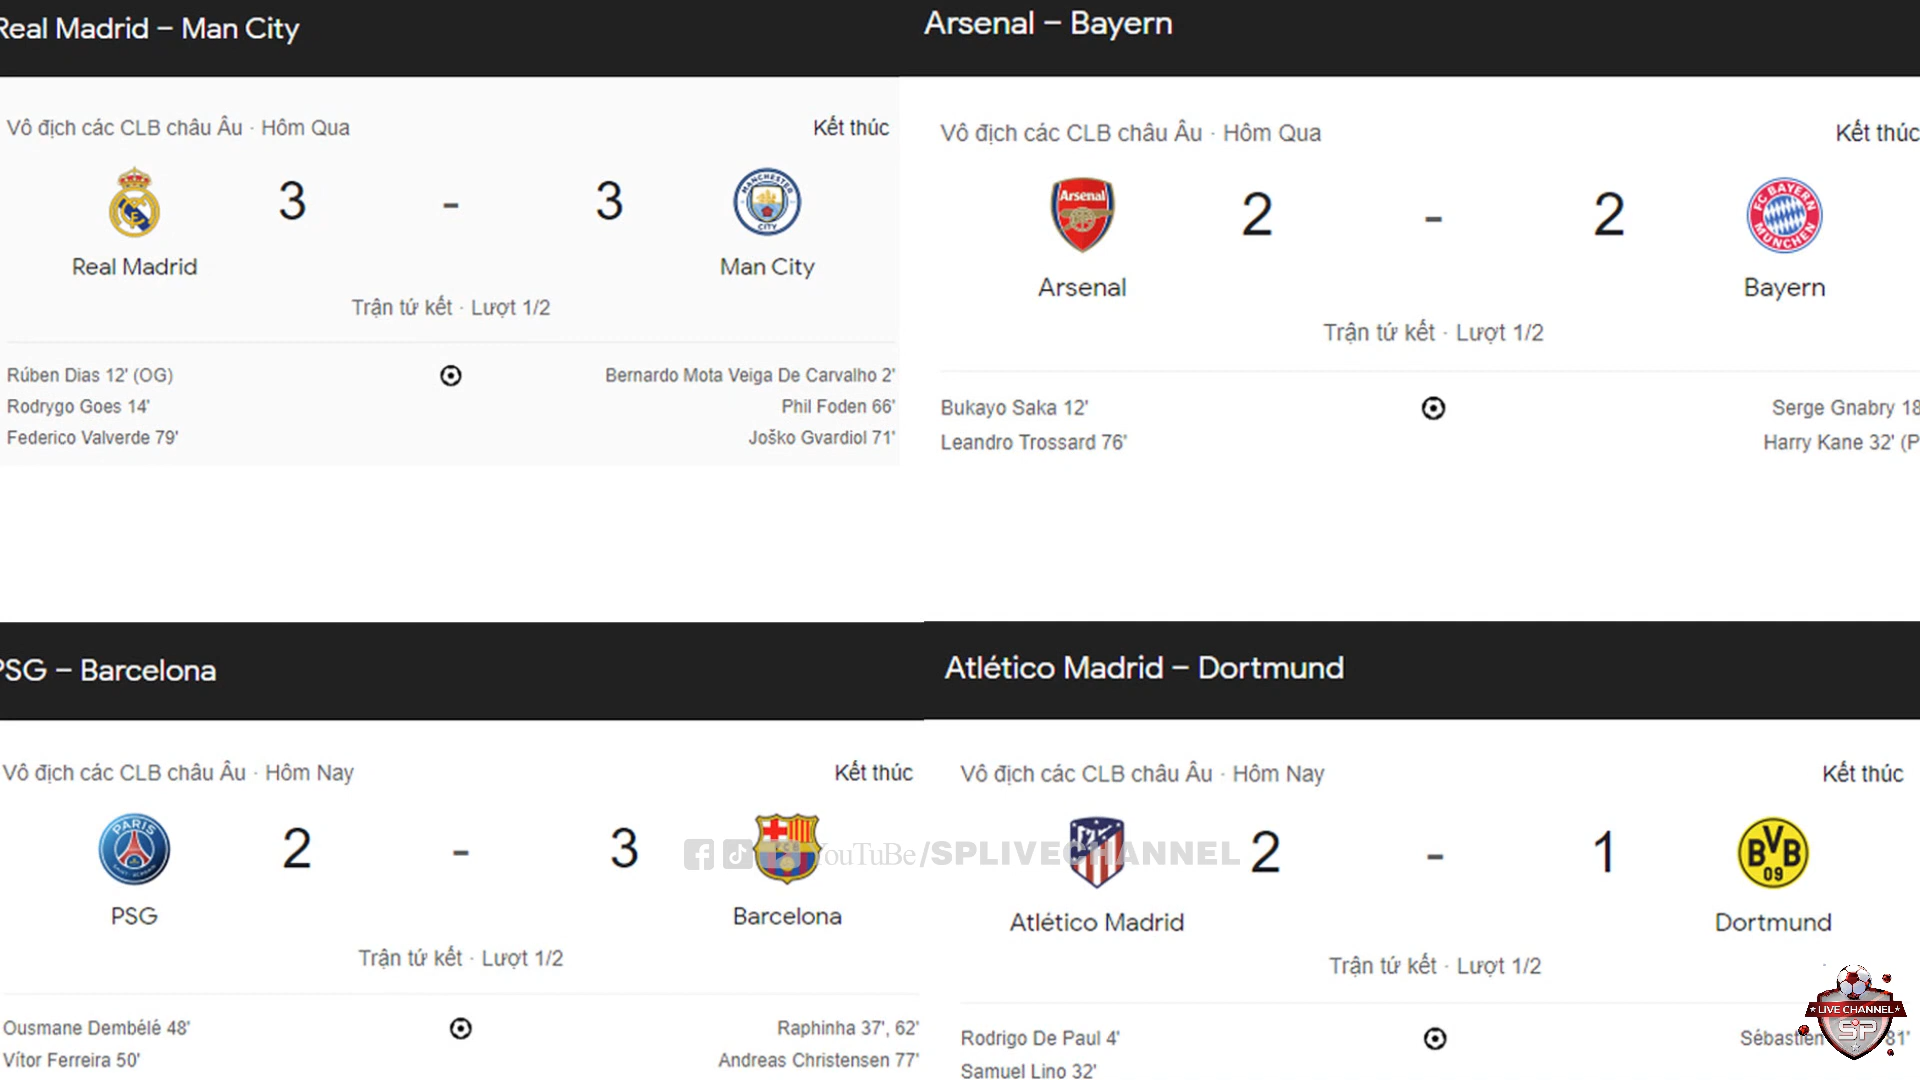 Real Madrid – Man City
Vô địch các CLB châu Âu · Hôm Qua
Kết thúc
3 - 3
Real Madrid
Man City
Trận tứ kết · Lượt 1/2
Rúben Dias 12' (OG)
Rodrygo Goes 14'
Federico Valverde 79'
Bernardo Mota Veiga De Carvalho 2'
Phil Foden 66'
Joško Gvardiol 71'
Arsenal – Bayern
Vô địch các CLB châu Âu · Hôm Qua
Kết thúc
2 - 2
Arsenal
Bayern
Trận tứ kết · Lượt 1/2
Bukayo Saka 12'
Leandro Trossard 76'
Serge Gnabry 18
Harry Kane 32' (P
PSG – Barcelona
Vô địch các CLB châu Âu · Hôm Nay
Kết thúc
2 - 3
PSG
Barcelona
Trận tứ kết · Lượt 1/2
Ousmane Dembélé 48'
Vítor Ferreira 50'
Raphinha 37', 62'
Andreas Christensen 77'
Atlético Madrid – Dortmund
Vô địch các CLB châu Âu · Hôm Nay
Kết thúc
2 - 1
Atlético Madrid
Dortmund
Trận tứ kết · Lượt 1/2
Rodrigo De Paul 4'
Samuel Lino 32'
Sébastien 81'
YouTuBe/SPLIVECHANNEL
LIVE CHANNEL
SP